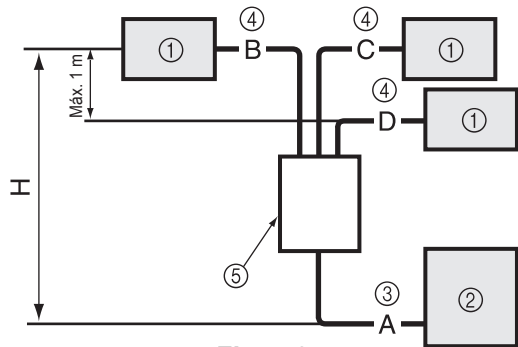 ④ ④
① B C ①
Máx. 1 m
④
D ①
H
⑤
③
A ②